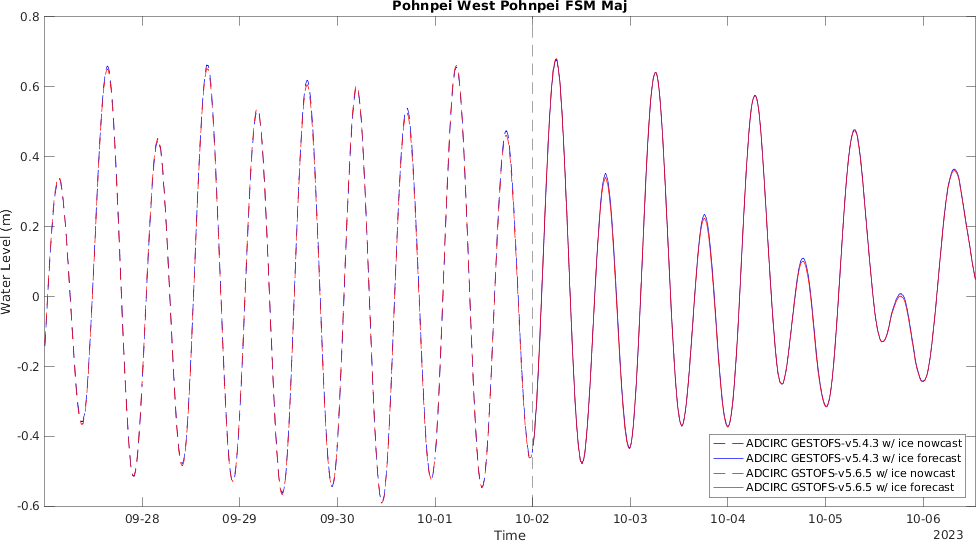 Pohnpei West Pohnpei FSM Maj
0.8
0.6
0.4
0.2
0
-0.2
-0.4
-0.6
Water Level (m)
ADCIRC GESTOFS-v5.4.3 w/ ice nowcast
ADCIRC GESTOFS-v5.4.3 w/ ice forecast
ADCIRC GSTOFS-v5.6.5 w/ ice nowcast
ADCIRC GSTOFS-v5.6.5 w/ ice forecast
09-28 09-29 09-30 10-01 10-02 10-03 10-04 10-05 10-06
Time 2023